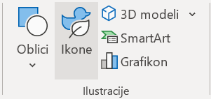 Oblici
Ikone
3D modeli
SmartArt
Grafikon
Ilustracije